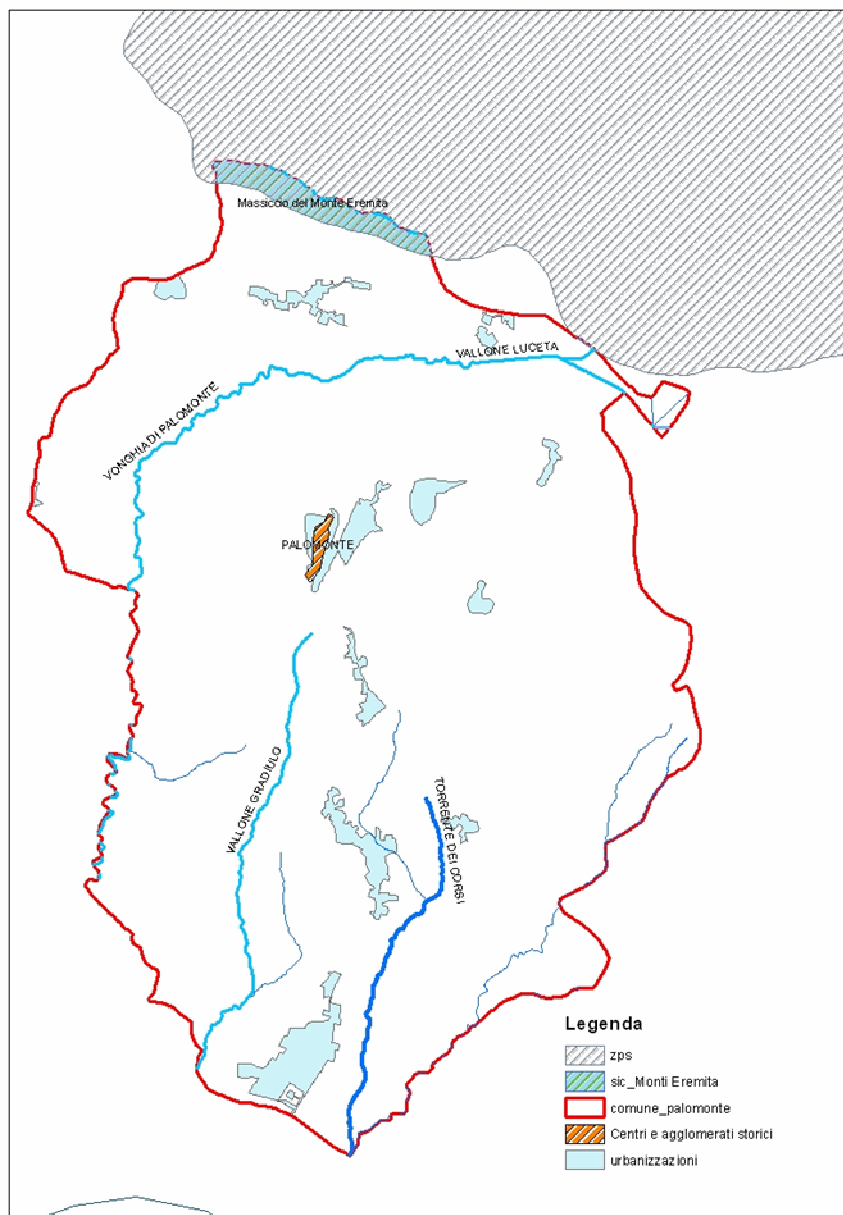 Massiccio del Monte Eremita
VALLONE LUCETA
VONGHIA DI PALOMONTE
PALOMONTE
VALLONE GRADIULO
TORRENTE DEI CORSI
Legenda
zps
sic_Monti Eremita
comune_palomonte
Centri e agglomerati storici
urbanizzazioni